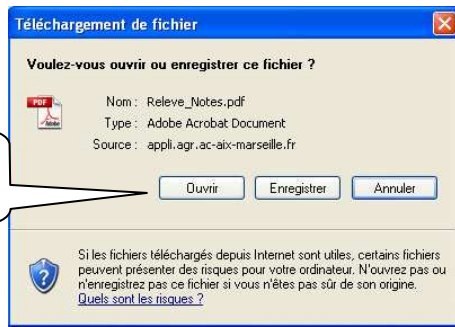 Téléchargement de fichier
Voulez-vous ouvrir ou enregistrer ce fichier ?
PDF
Adobe
Nom : Releve_Notes.pdf
Type : Adobe Acrobat Document
Source : appli.agr.ac-aix-marseille.fr
Ouvrir Enregistrer Annuler
Si les fichiers téléchargés depuis Internet sont utiles, certains fichiers
peuvent présenter des risques pour votre ordinateur. N'ouvrez pas ou
n'enregistrez pas ce fichier si vous n'êtes pas sûr de son origine.
Quels sont les risques ?